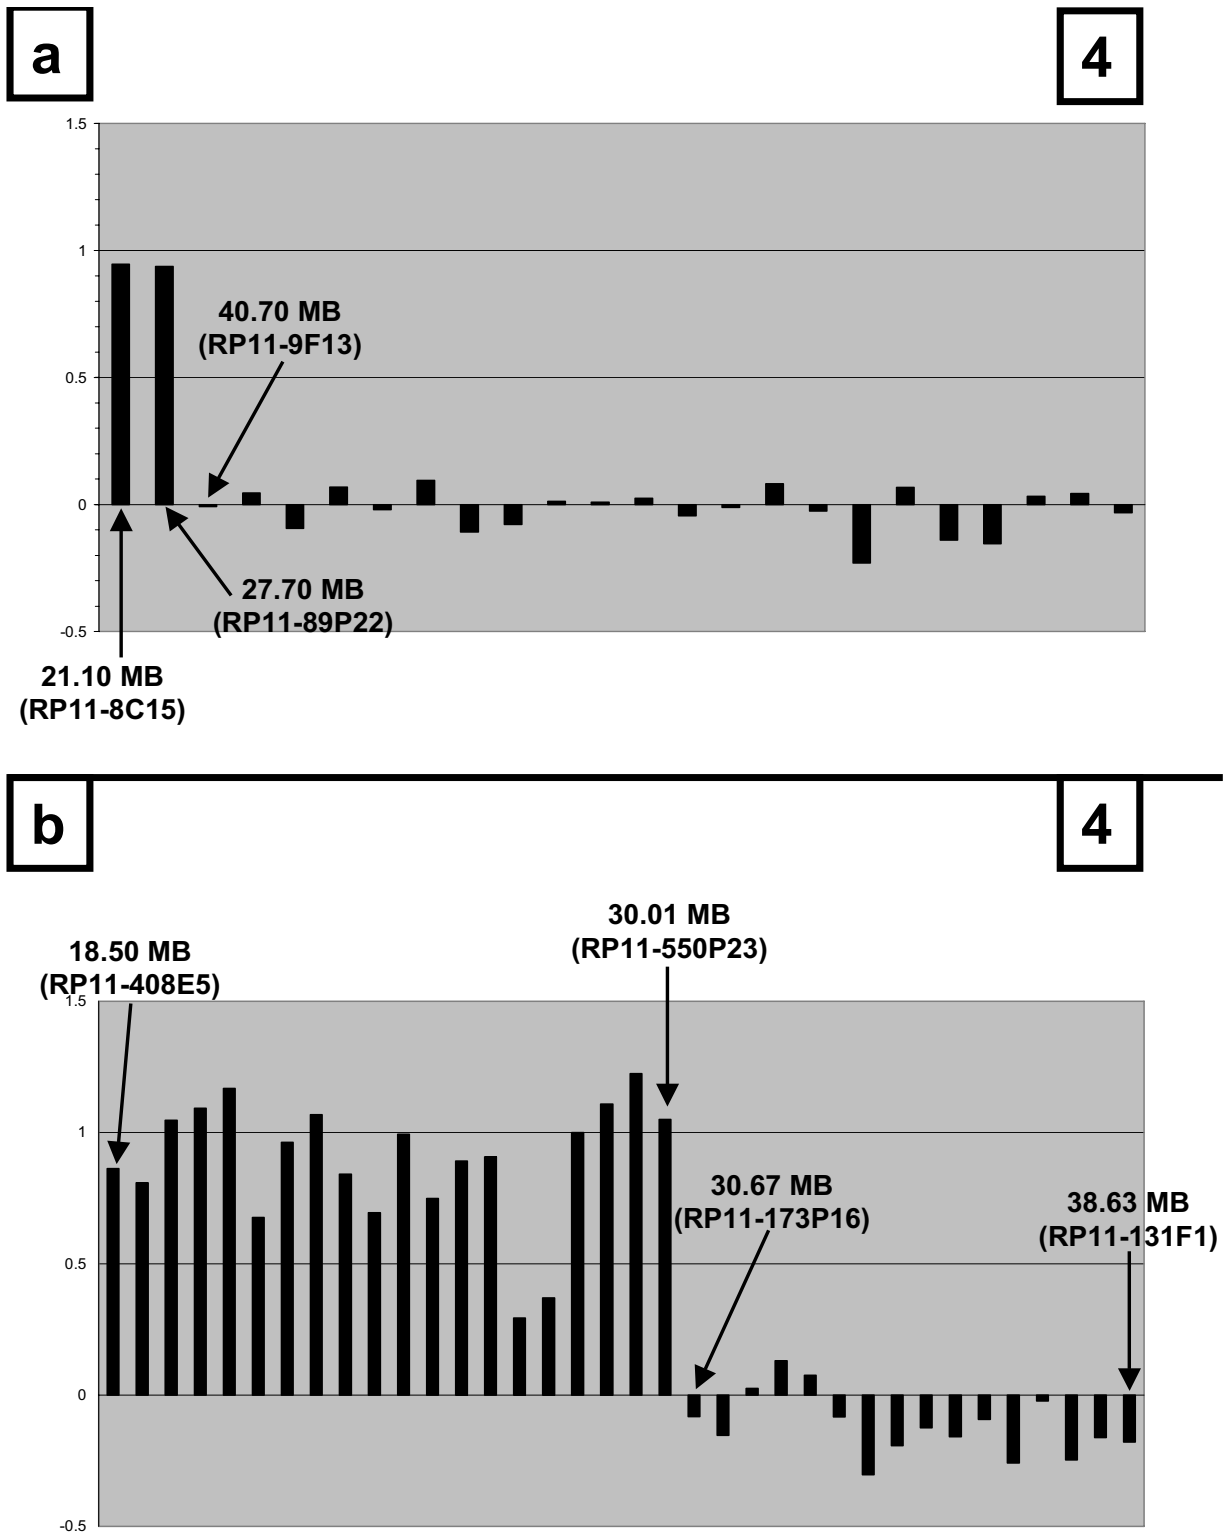 a
4
1.5
1
40.70 MB
(RP11-9F13)
0.5
0
27.70 MB
(RP11-89P22)
-0.5
21.10 MB
(RP11-8C15)
b
4
30.01 MB
(RP11-550P23)
18.50 MB
(RP11-408E5)
1.5
1
30.67 MB
(RP11-173P16)
38.63 MB
(RP11-131F1)
0.5
0
-0.5